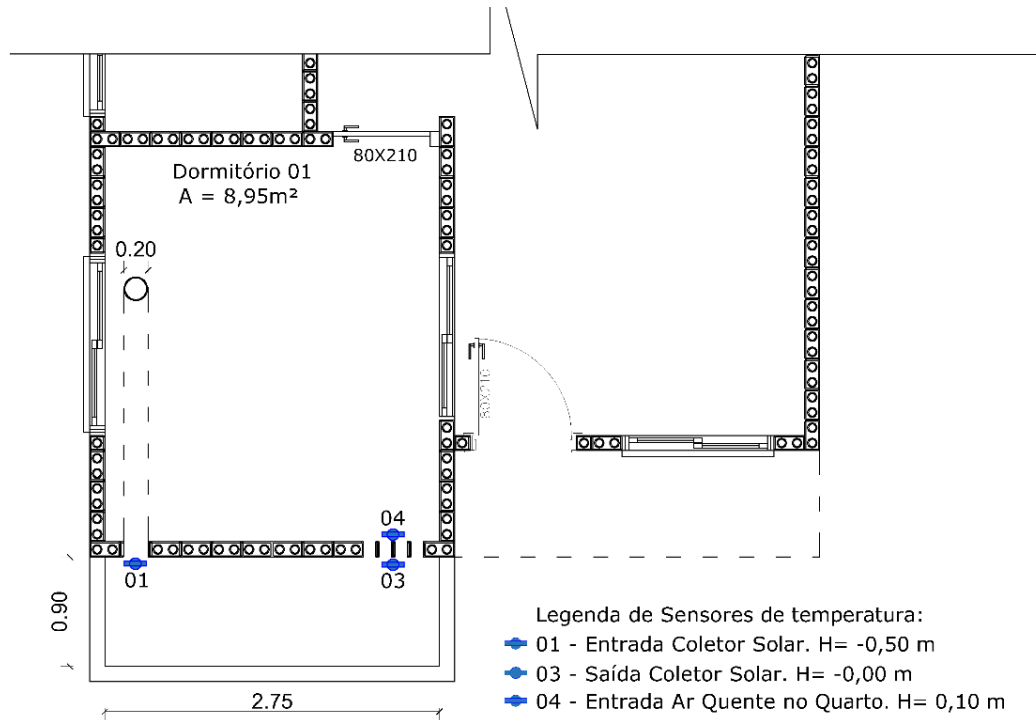 80X210
Dormitório 01
A = 8,95m²
0.20
80X210
04
01
03
0.90
2.75
Legenda de Sensores de temperatura:
01 - Entrada Coletor Solar. H= -0,50 m
03 - Saída Coletor Solar. H= -0,00 m
04 - Entrada Ar Quente no Quarto. H= 0,10 m